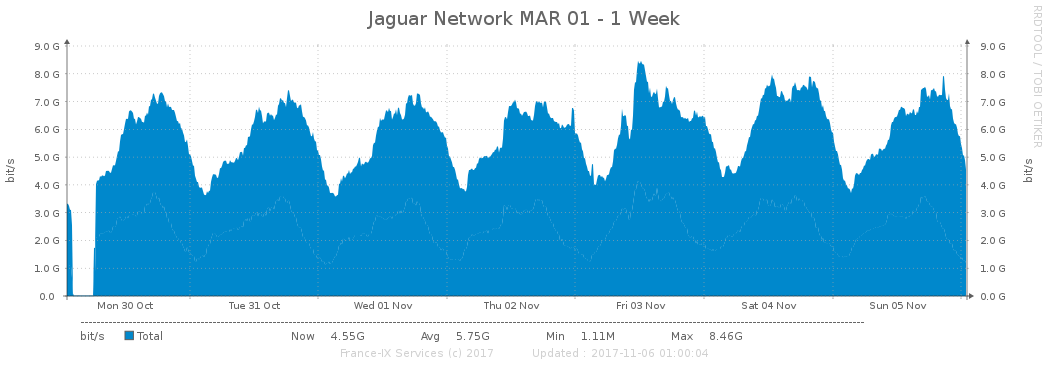 Jaguar Network MAR 01 - 1 Week
RRDTOOL / TOBI OETIKER
bit/s
bit/s
9.0 G 9.0 G
8.0 G 8.0 G
7.0 G 7.0 G
6.0 G 6.0 G
5.0 G 5.0 G
4.0 G 4.0 G
3.0 G 3.0 G
2.0 G 2.0 G
1.0 G 1.0 G
0.0 0.0 G
Mon 30 Oct Tue 31 Oct Wed 01 Nov Thu 02 Nov Fri 03 Nov Sat 04 Nov Sun 05 Nov
bit/s Total Now 4.55G Avg 5.75G Min 1.11M Max 8.46G
France-IX Services (c) 2017 Updated : 2017-11-06 01:00:04